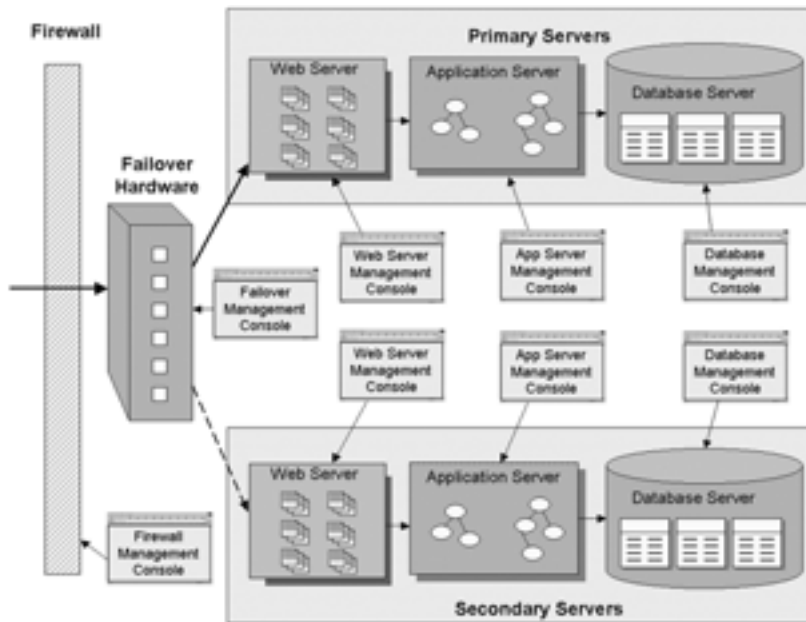 Firewall
Primary Servers
Web Server
Application Server
Database Server
Failover
Hardware
Web Server
Management
Console
App Server
Management
Console
Database
Management
Console
Failover
Management
Console
Web Server
Management
Console
App Server
Management
Console
Database
Management
Console
Web Server
Application Server
Database Server
Firewall
Management
Console
Secondary Servers